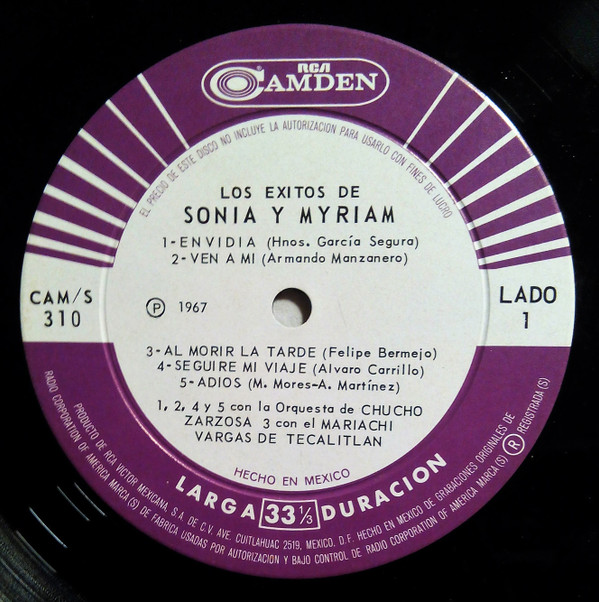 RCA
CAMDEN
EL PRECIO DE ESTE DISCO NO INCLUYE LA AUTORIZACION PARA USARLO CON FINES DE LUCRO
LOS EXITOS DE
SONIA Y MYRIAM
1-ENVIDIA (Hnos. García Segura)
2-VEN A MI (Armando Manzanero)
CAM/S
310
Ⓟ 1967
LADO
1
3-AL MORIR LA TARDE (Felipe Bermejo)
4-SEGUIRE MI VIAJE (Alvaro Carrillo)
5-ADIOS (M. Mores-A. Martínez)
1, 2, 4 y 5 con la Orquesta de CHUCHO
ZARZOSA 3 con el MARIACHI
VARGAS DE TECALITLAN
HECHO EN MEXICO
LARGA 33 1/3 DURACION
PRODUCTO DE RCA VICTOR MEXICANA, S.A. DE C.V. AVE. CUITLAHUAC 2519, MEXICO, D.F. HECHO EN MEXICO DE GRABACIONES ORIGINALES DE
RADIO CORPORATION OF AMERICA MARCA (S) DE FABRICA USADAS POR AUTORIZACION Y BAJO CONTROL DE RADIO CORPORATION OF AMERICA MARCA (S) ® REGISTRADA (S)